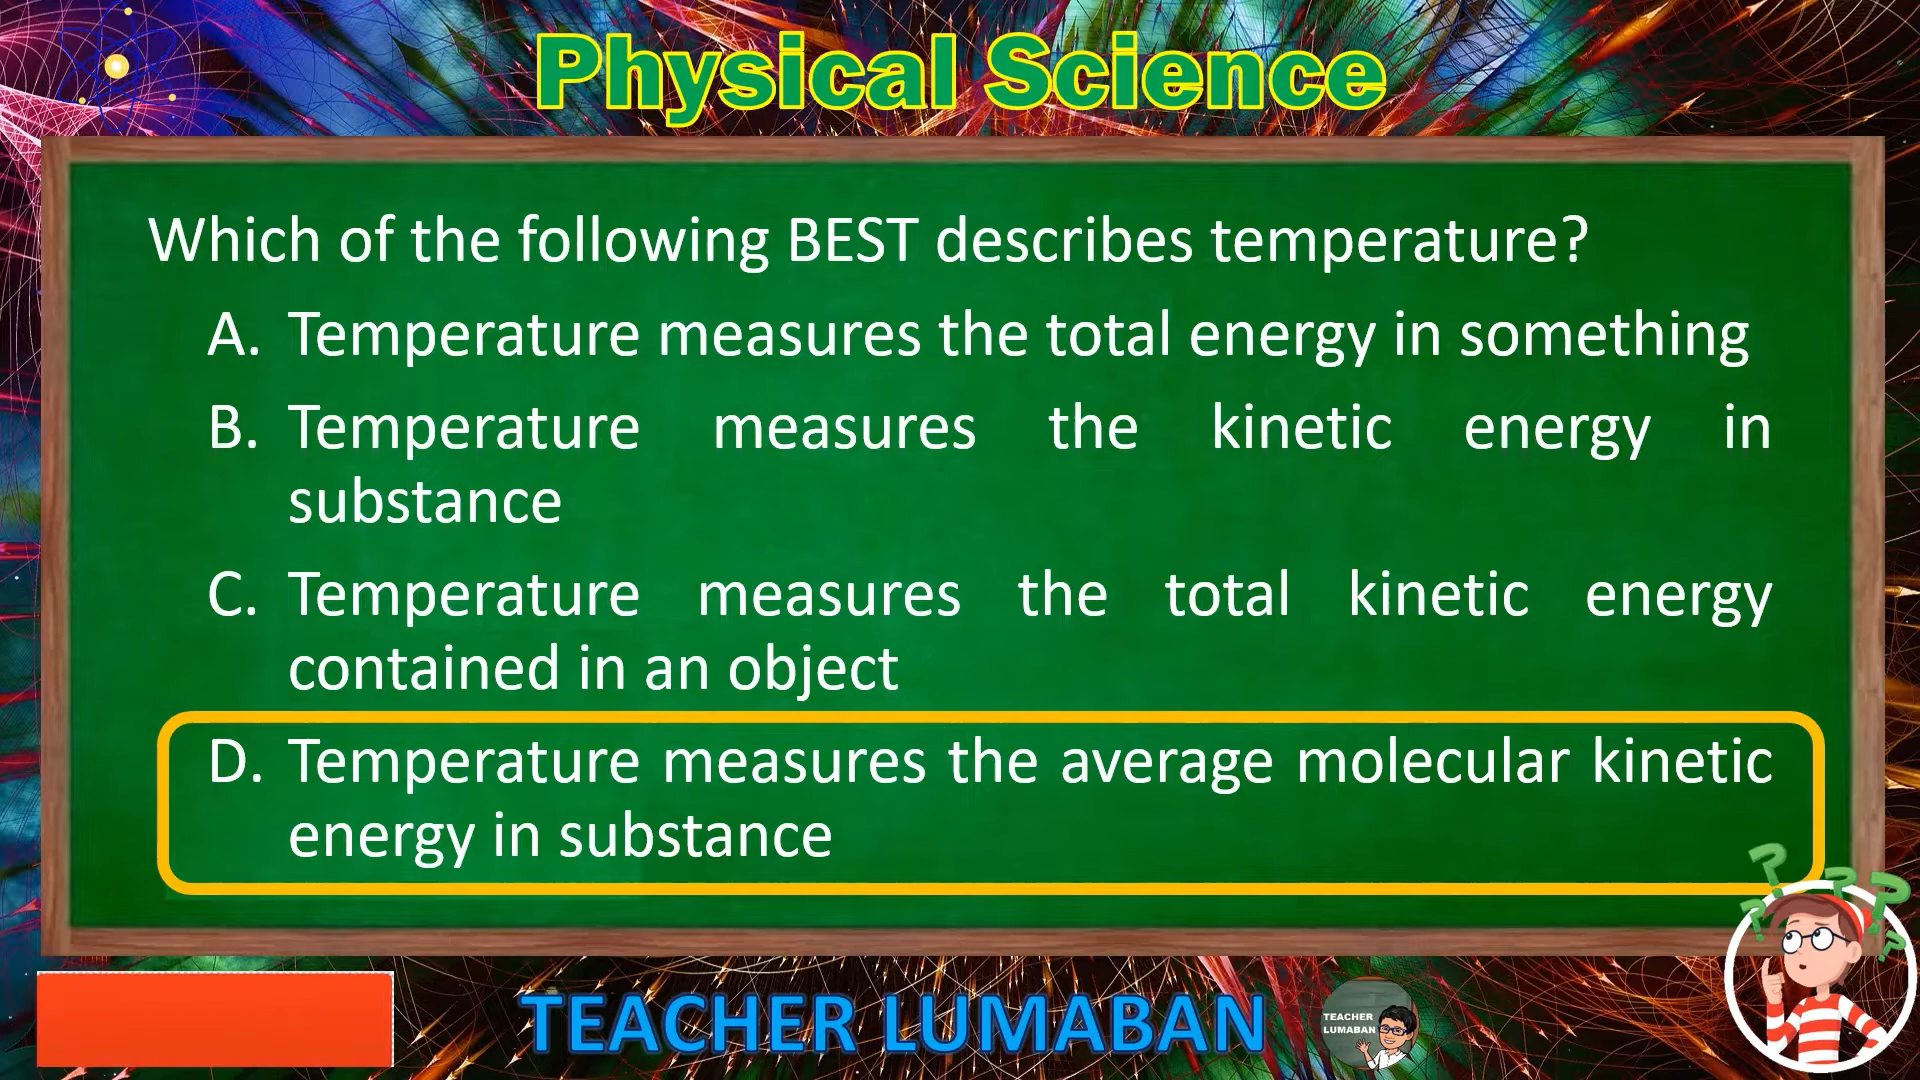 Physical Science
Which of the following BEST describes temperature?
A. Temperature measures the total energy in something
B. Temperature measures the kinetic energy in
substance
C. Temperature measures the total kinetic energy
contained in an object
D. Temperature measures the average molecular kinetic
energy in substance
? ? ? ? ?
TEACHER LUMABAN
TEACHER
LUMABAN